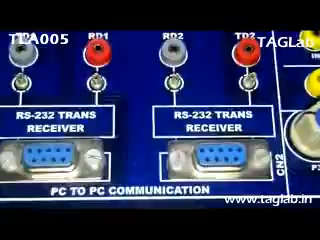 TLA005
TAGLab
RD1 RD2 TD2
RS-232 TRANS
RECEIVER
RS-232 TRANS
RECEIVER
CN2
PC TO PC COMMUNICATION
www.taglab.in